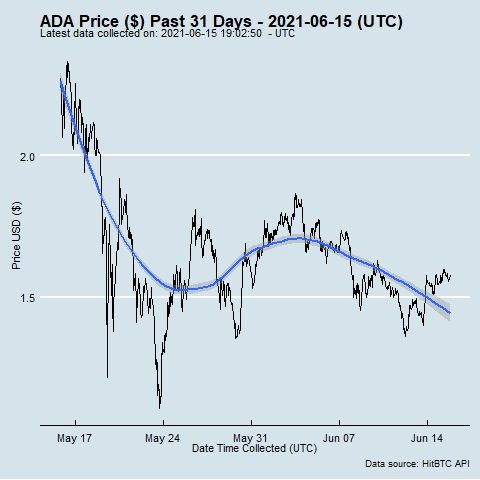 ADA Price ($) Past 31 Days - 2021-06-15 (UTC)
Latest data collected on: 2021-06-15 19:02:50  - UTC
2.0
Price USD ($)
1.5
May 17
May 24
May 31
Jun 07
Jun 14
Date Time Collected (UTC)
Data source: HitBTC API